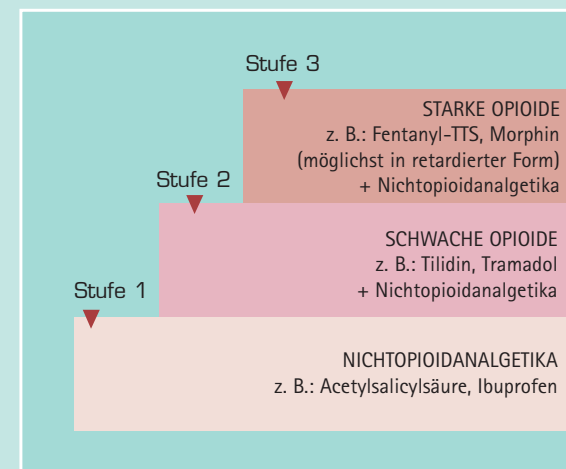 Stufe 3
STARKE OPIOIDE
z. B.: Fentanyl-TTS, Morphin
(möglichst in retardierter Form)
+ Nichtopioidanalgetika
Stufe 2
SCHWACHE OPIOIDE
z. B.: Tilidin, Tramadol
+ Nichtopioidanalgetika
Stufe 1
NICHTOPIOIDANALGETIKA
z. B.: Acetylsalicylsäure, Ibuprofen